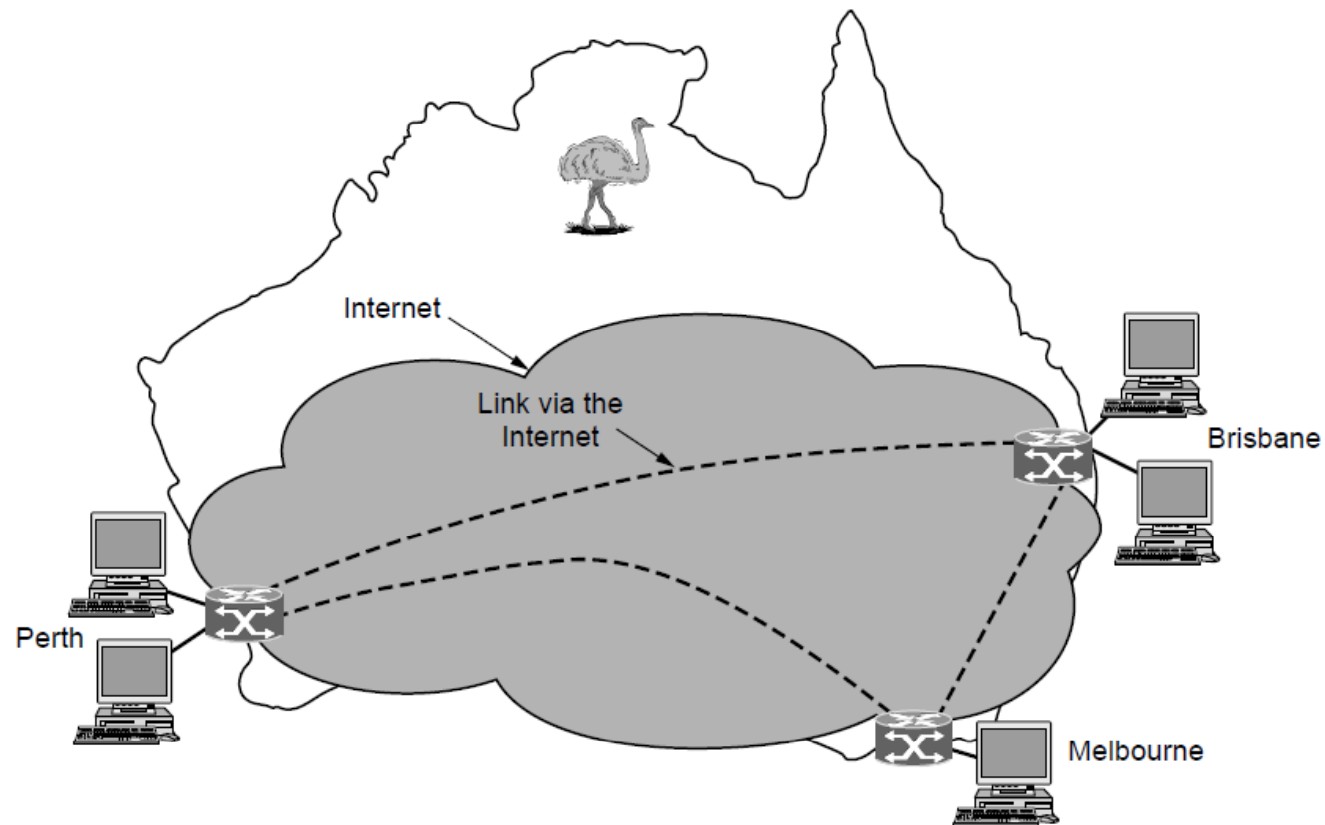 Internet
Link via the
Internet
Brisbane
Perth
Melbourne